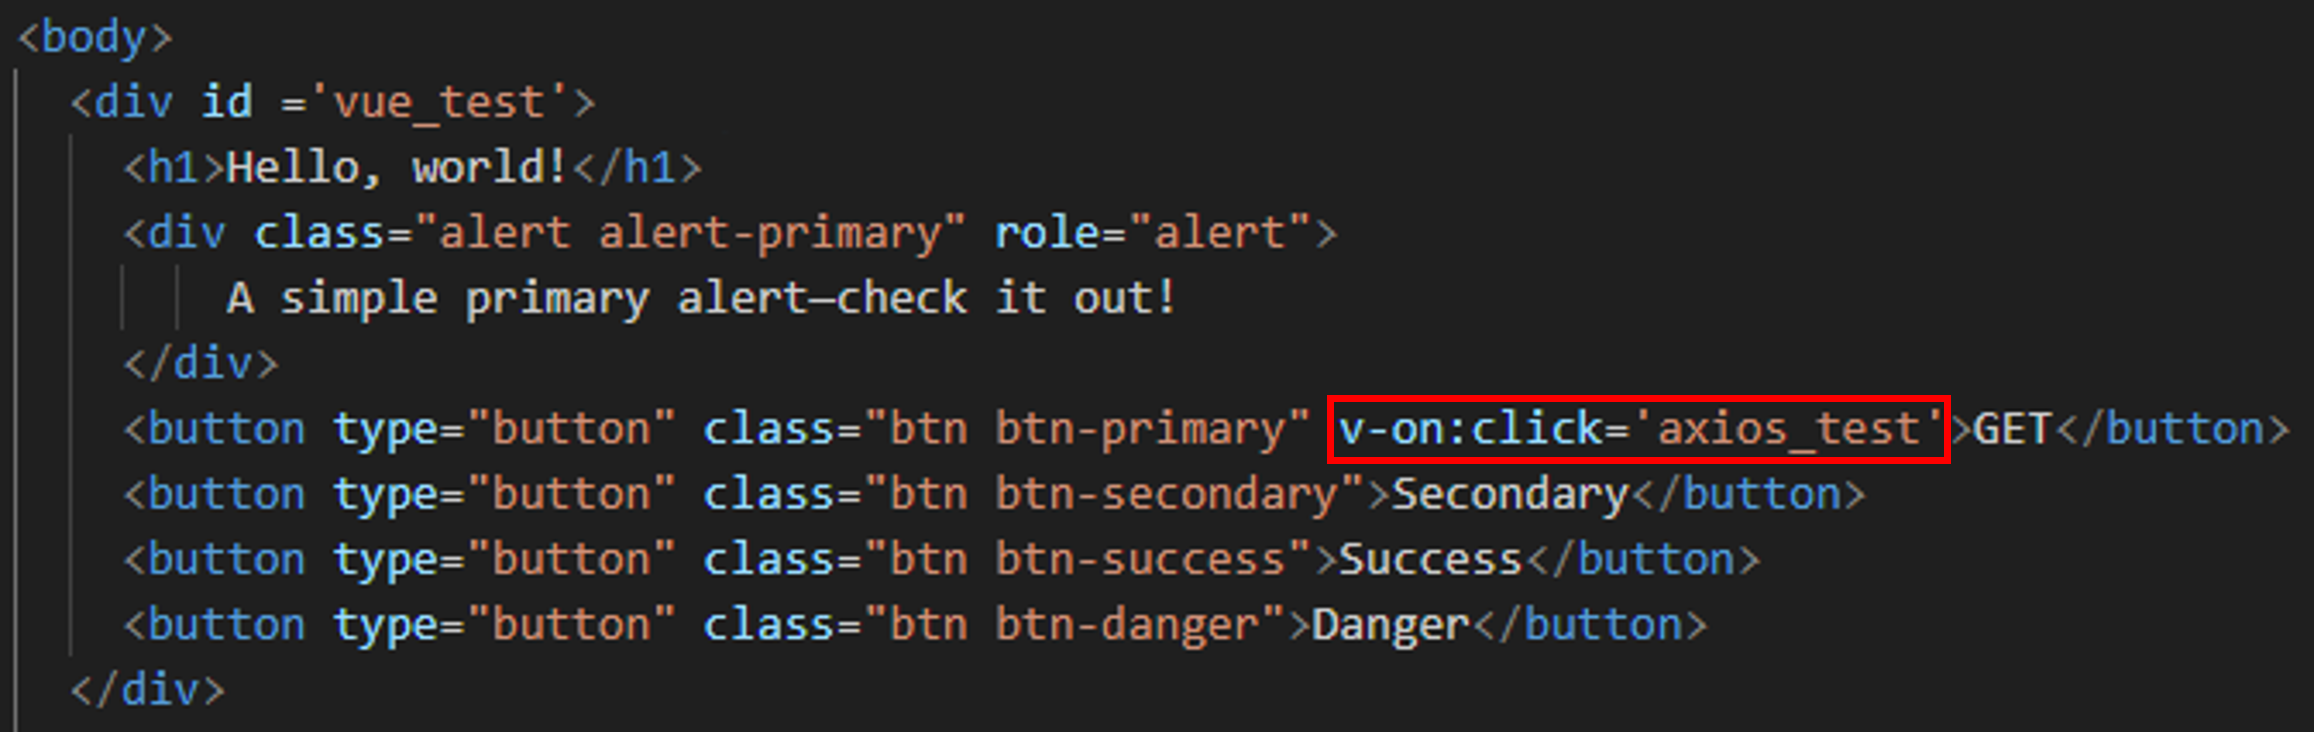 <body>
<div id ='vue_test'>
<h1>Hello, world!</h1>
<div class="alert alert-primary" role="alert">
A simple primary alert—check it out!
</div>
<button type="button" class="btn btn-primary" v-on:click='axios_test'>GET</button>
<button type="button" class="btn btn-secondary">Secondary</button>
<button type="button" class="btn btn-success">Success</button>
<button type="button" class="btn btn-danger">Danger</button>
</div>